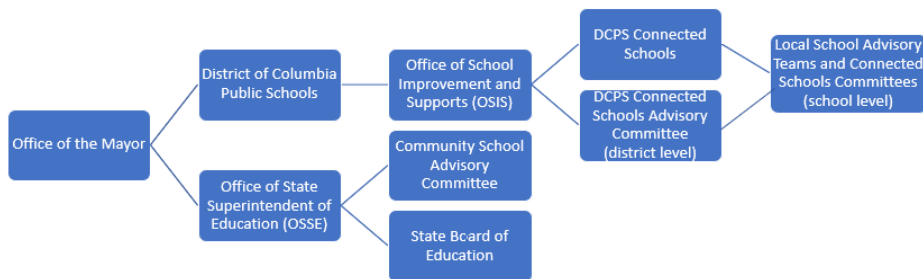 Office of the Mayor
District of Columbia
Public Schools
Office of State
Superintendent of
Education (OSSE)
Office of School
Improvement and
Supports (OSIS)
Community School
Advisory
Committee
State Board of
Education
DCPS Connected
Schools
DCPS Connected
Schools Advisory
Committee
(district level)
Local School Advisory
Teams and Connected
Schools Committees
(school level)